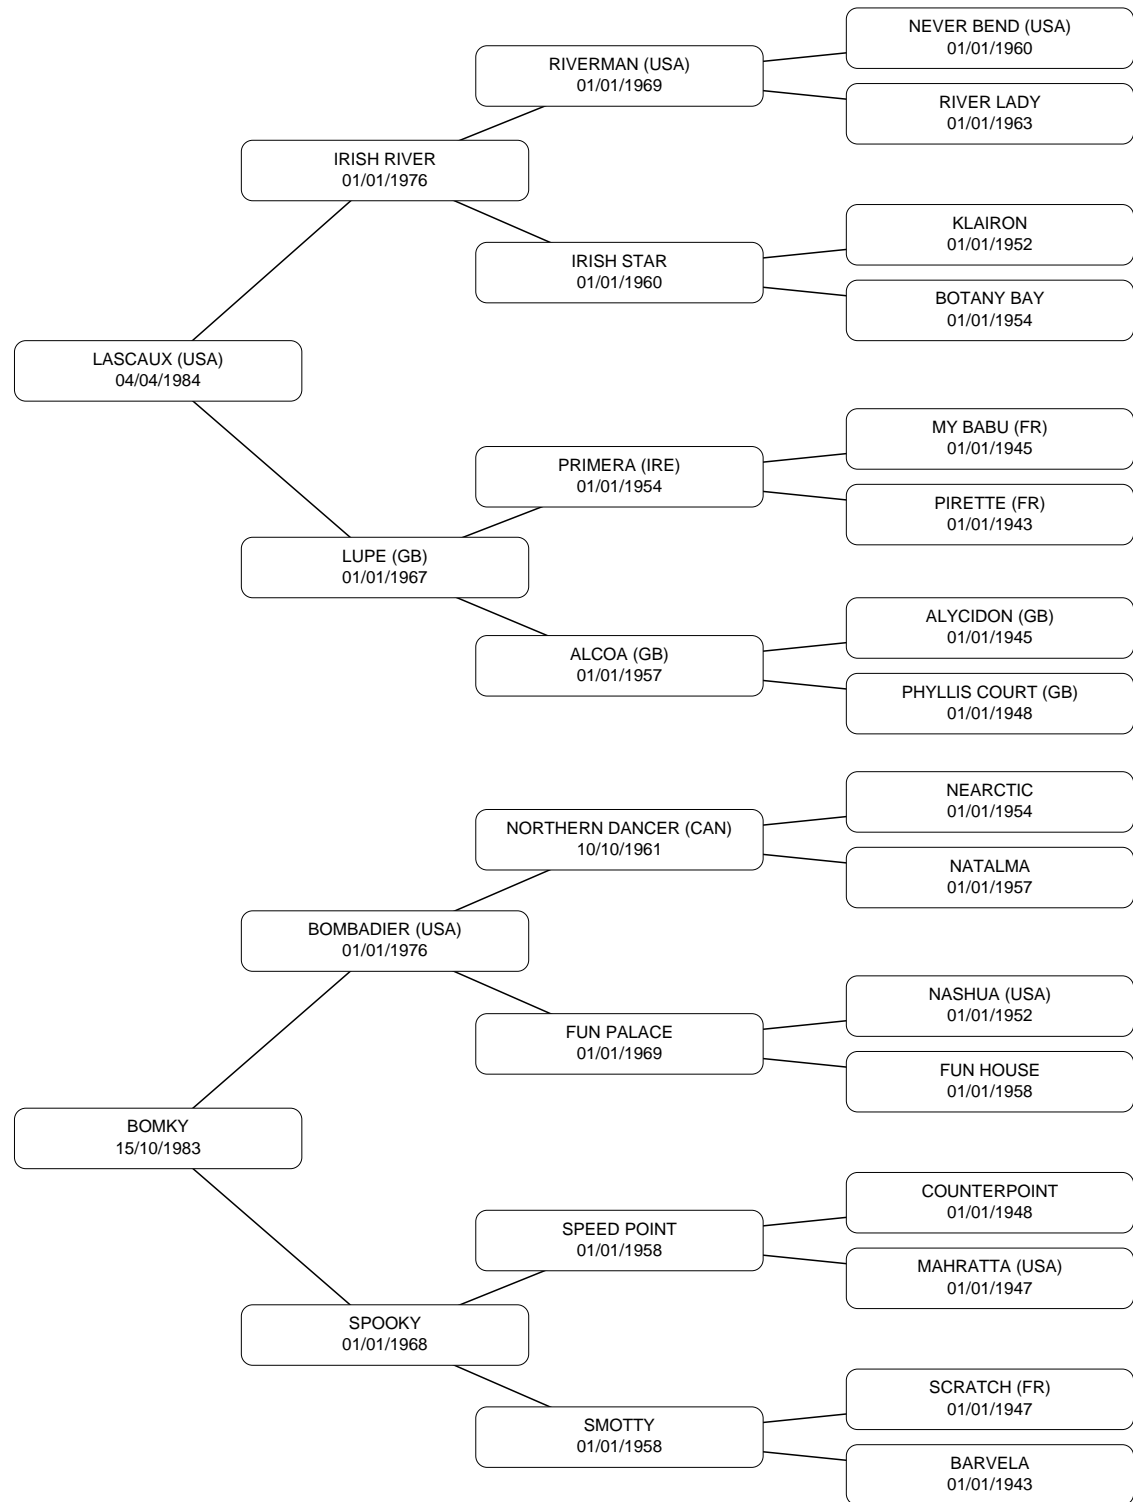 NEVER BEND (USA)
01/01/1960
RIVERMAN (USA)
01/01/1969
RIVER LADY
01/01/1963
IRISH RIVER
01/01/1976
KLAIRON
01/01/1952
IRISH STAR
01/01/1960
BOTANY BAY
01/01/1954
LASCAUX (USA)
04/04/1984
MY BABU (FR)
01/01/1945
PRIMERA (IRE)
01/01/1954
PIRETTE (FR)
01/01/1943
LUPE (GB)
01/01/1967
ALYCIDON (GB)
01/01/1945
ALCOA (GB)
01/01/1957
PHYLLIS COURT (GB)
01/01/1948
NEARCTIC
01/01/1954
NORTHERN DANCER (CAN)
10/10/1961
NATALMA
01/01/1957
BOMBADIER (USA)
01/01/1976
NASHUA (USA)
01/01/1952
FUN PALACE
01/01/1969
FUN HOUSE
01/01/1958
BOMKY
15/10/1983
COUNTERPOINT
01/01/1948
SPEED POINT
01/01/1958
MAHRATTA (USA)
01/01/1947
SPOOKY
01/01/1968
SCRATCH (FR)
01/01/1947
SMOTTY
01/01/1958
BARVELA
01/01/1943